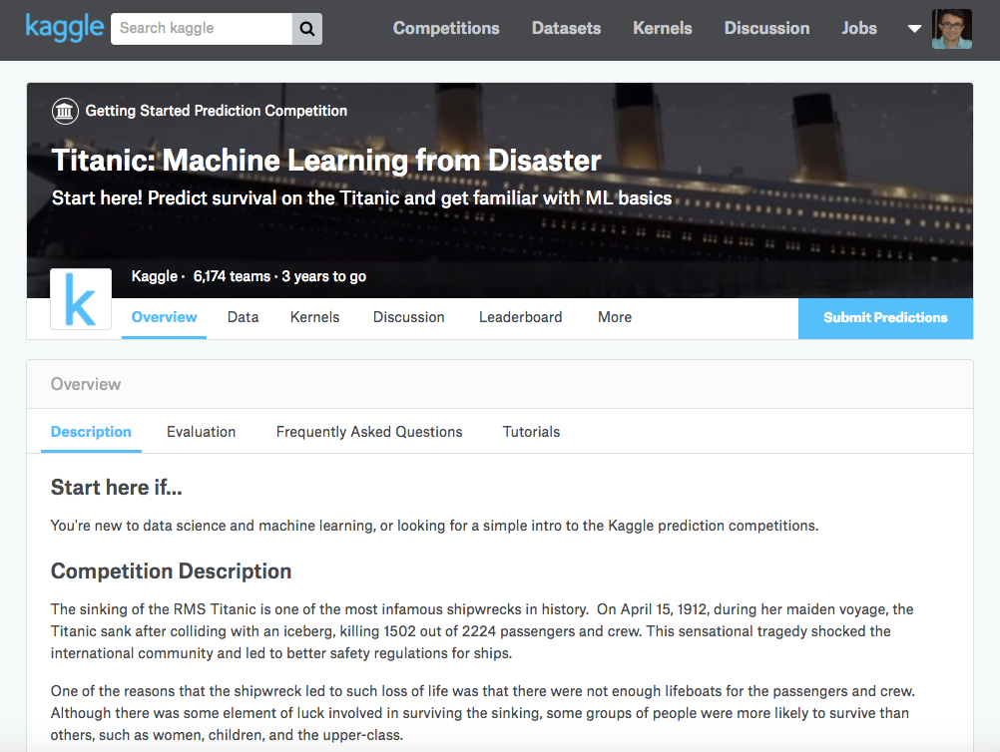 kaggle
Search kaggle
Competitions
Datasets
Kernels
Discussion
Jobs
Getting Started Prediction Competition
Titanic: Machine Learning from Disaster
Start here! Predict survival on the Titanic and get familiar with ML basics
k
Kaggle · 6,174 teams · 3 years to go
Overview
Data
Kernels
Discussion
Leaderboard
More
Submit Predictions
Overview
Description
Evaluation
Frequently Asked Questions
Tutorials
Start here if...
You're new to data science and machine learning, or looking for a simple intro to the Kaggle prediction competitions.
Competition Description
The sinking of the RMS Titanic is one of the most infamous shipwrecks in history.  On April 15, 1912, during her maiden voyage, the
Titanic sank after colliding with an iceberg, killing 1502 out of 2224 passengers and crew. This sensational tragedy shocked the
international community and led to better safety regulations for ships.
One of the reasons that the shipwreck led to such loss of life was that there were not enough lifeboats for the passengers and crew.
Although there was some element of luck involved in surviving the sinking, some groups of people were more likely to survive than
others, such as women, children, and the upper-class.